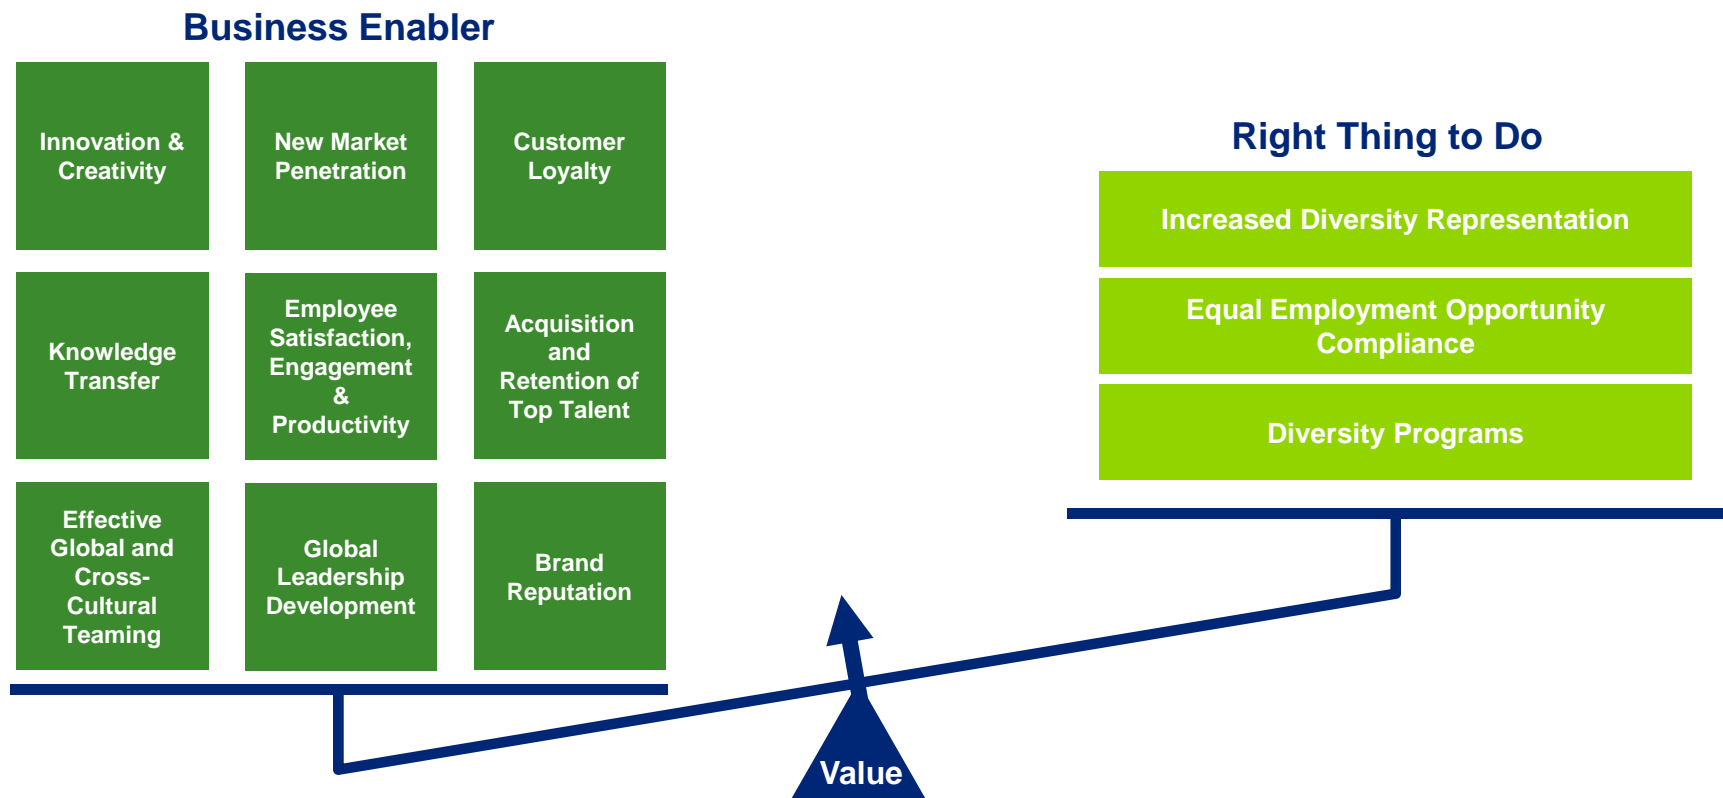 Business Enabler
Innovation &
Creativity
New Market
Penetration
Customer
Loyalty
Knowledge
Transfer
Employee
Satisfaction,
Engagement
&
Productivity
Acquisition
and
Retention of
Top Talent
Effective
Global and
Cross-
Cultural
Teaming
Global
Leadership
Development
Brand
Reputation
Right Thing to Do
Increased Diversity Representation
Equal Employment Opportunity
Compliance
Diversity Programs
Value